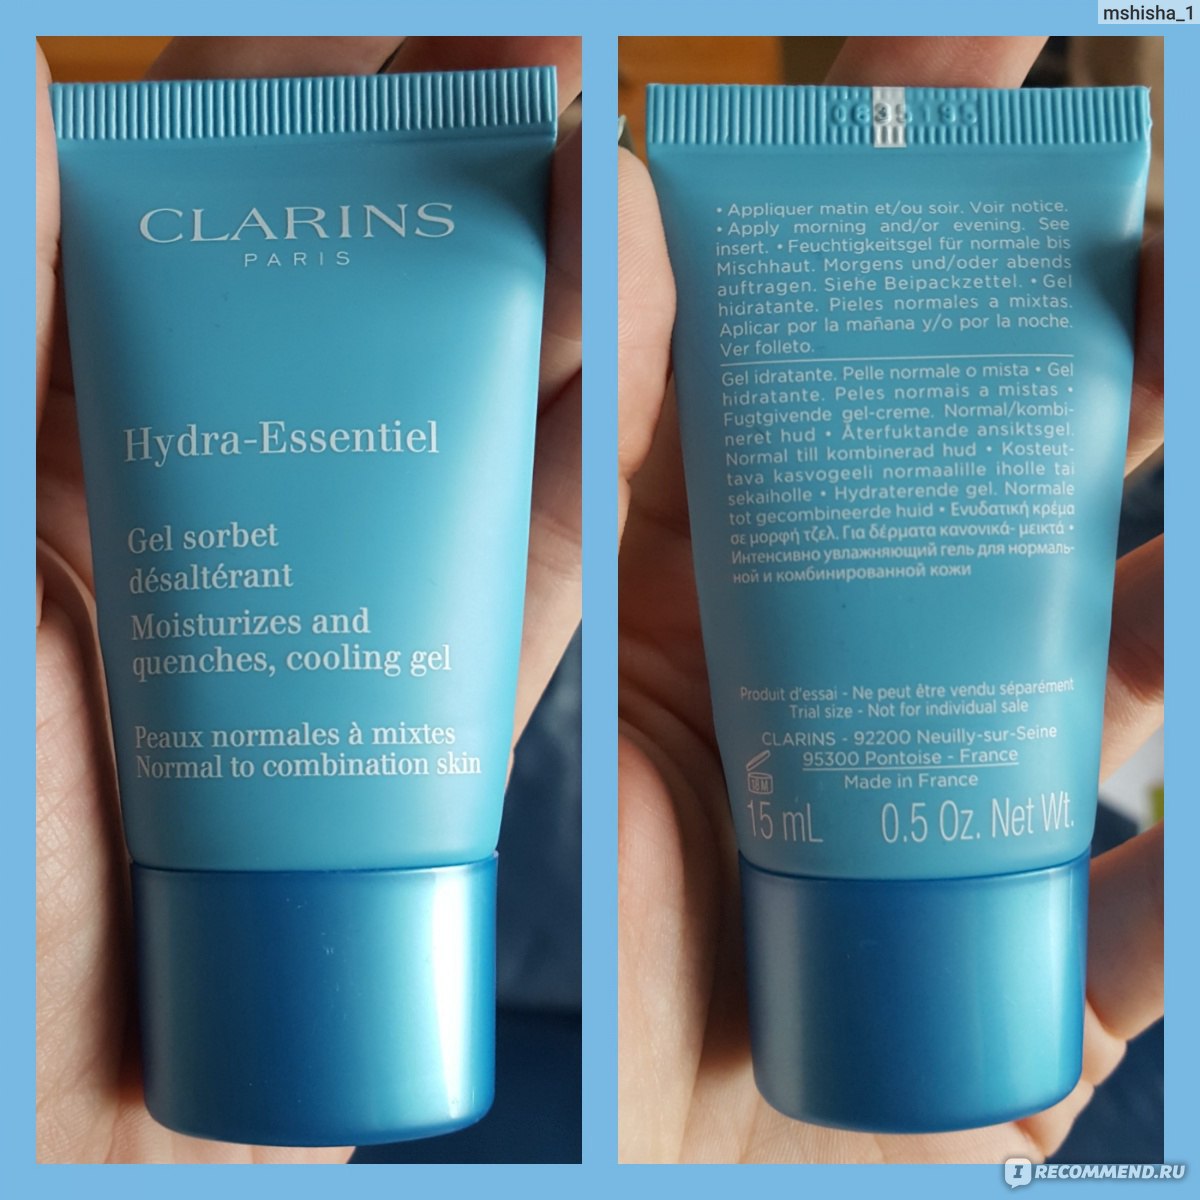 mshisha_1
CLARINS
PARIS
Hydra-Essentiel
Gel sorbet
désaltérant
Moisturizes and
quenches, cooling gel
Peaux normales à mixtes
Normal to combination skin
• Appliquer matin et/ou soir. Voir notice.
• Apply morning and/or evening. See
insert. • Feuchtigkeitsgel für normale bis
Mischhaut. Morgens und/oder abends
auftragen. Siehe Beipackzettel. • Gel
hidratante. Pieles normales a mixtas.
Aplicar por la mañana y/o por la noche.
Ver folleto.
Gel idratante. Pelle normale o mista • Gel
hidratante. Peles normais a mistas •
Fugtgivende gel-creme. Normal/kombi-
neret hud • Återfuktande ansiktsgel.
Normal till kombinerad hud • Kosteut-
tava kasvogeeli normaalille iholle tai
sekaiholle • Hydraterende gel. Normale
tot gecombineerde huid • Ενυδατική κρέμα
σε μορφή τζελ. Για δέρματα κανονικά- μεικτά •
Интенсивно увлажняющий гель для нормаль-
ной и комбинированной кожи
Produit d'essai - Ne peut être vendu séparément
Trial size - Not for individual sale
CLARINS - 92200 Neuilly-sur-Seine
95300 Pontoise - France
Made in France
18M
15 mL 0.5 Oz. Net Wt.
I RECOMMEND.RU